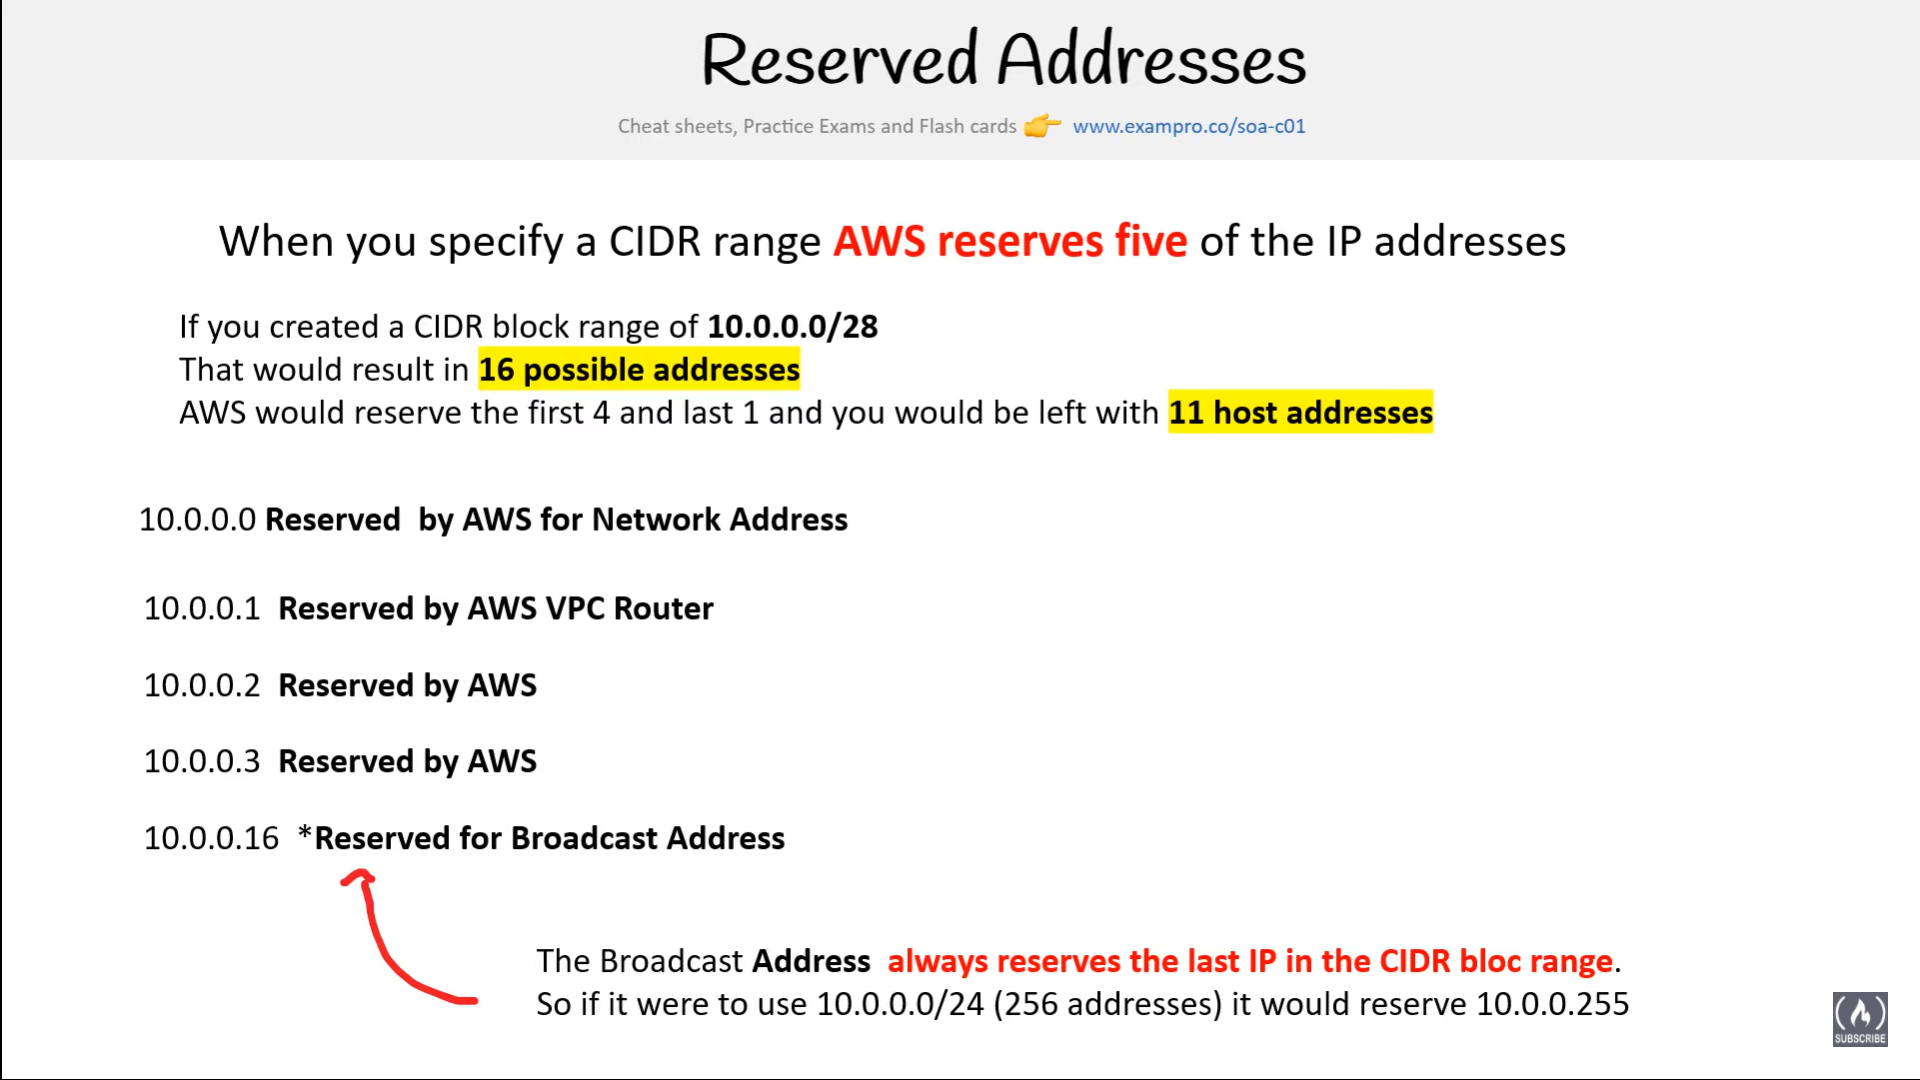 Reserved Addresses
Cheat sheets, Practice Exams and Flash cards 👉 www.exampro.co/soa-c01
When you specify a CIDR range AWS reserves five of the IP addresses
If you created a CIDR block range of 10.0.0.0/28
That would result in 16 possible addresses
AWS would reserve the first 4 and last 1 and you would be left with 11 host addresses
10.0.0.0 Reserved by AWS for Network Address
10.0.0.1 Reserved by AWS VPC Router
10.0.0.2 Reserved by AWS
10.0.0.3 Reserved by AWS
10.0.0.16 *Reserved for Broadcast Address
The Broadcast Address always reserves the last IP in the CIDR bloc range.
So if it were to use 10.0.0.0/24 (256 addresses) it would reserve 10.0.0.255
SUBSCRIBE